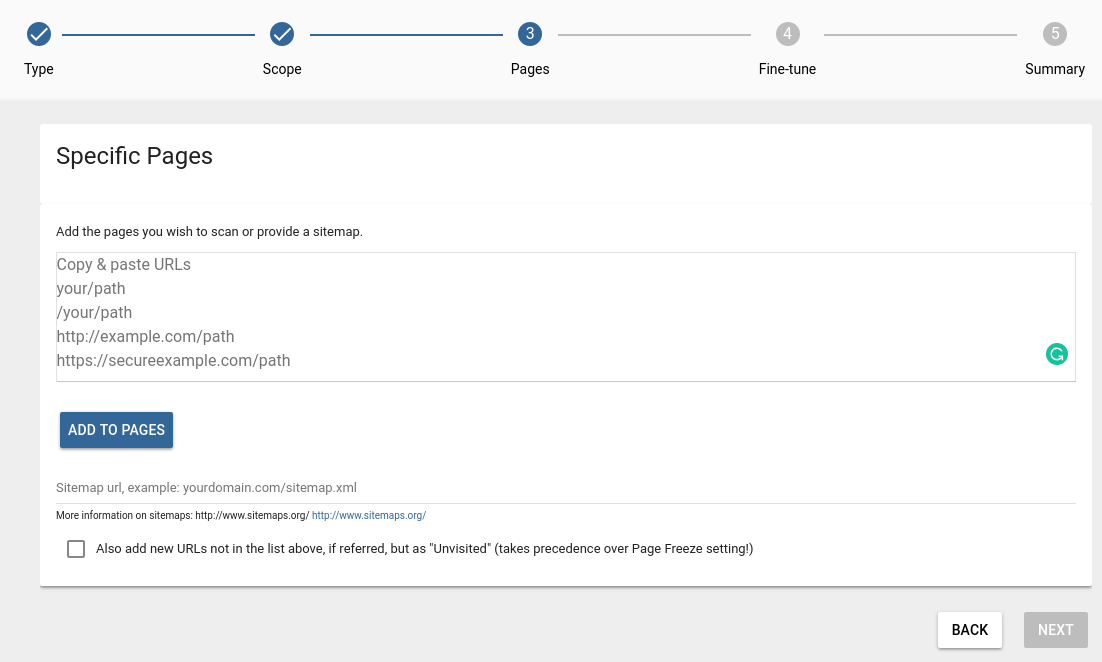 3
4
5
Type
Scope
Pages
Fine-tune
Summary
Specific Pages
Add the pages you wish to scan or provide a sitemap.
Copy & paste URLs
your/path
/your/path
http://example.com/path
https://secureexample.com/path
ADD TO PAGES
Sitemap url, example: yourdomain.com/sitemap.xml
More information on sitemaps: http://www.sitemaps.org/ http://www.sitemaps.org/
Also add new URLs not in the list above, if referred, but as "Unvisited" (takes precedence over Page Freeze setting!)
BACK
NEXT